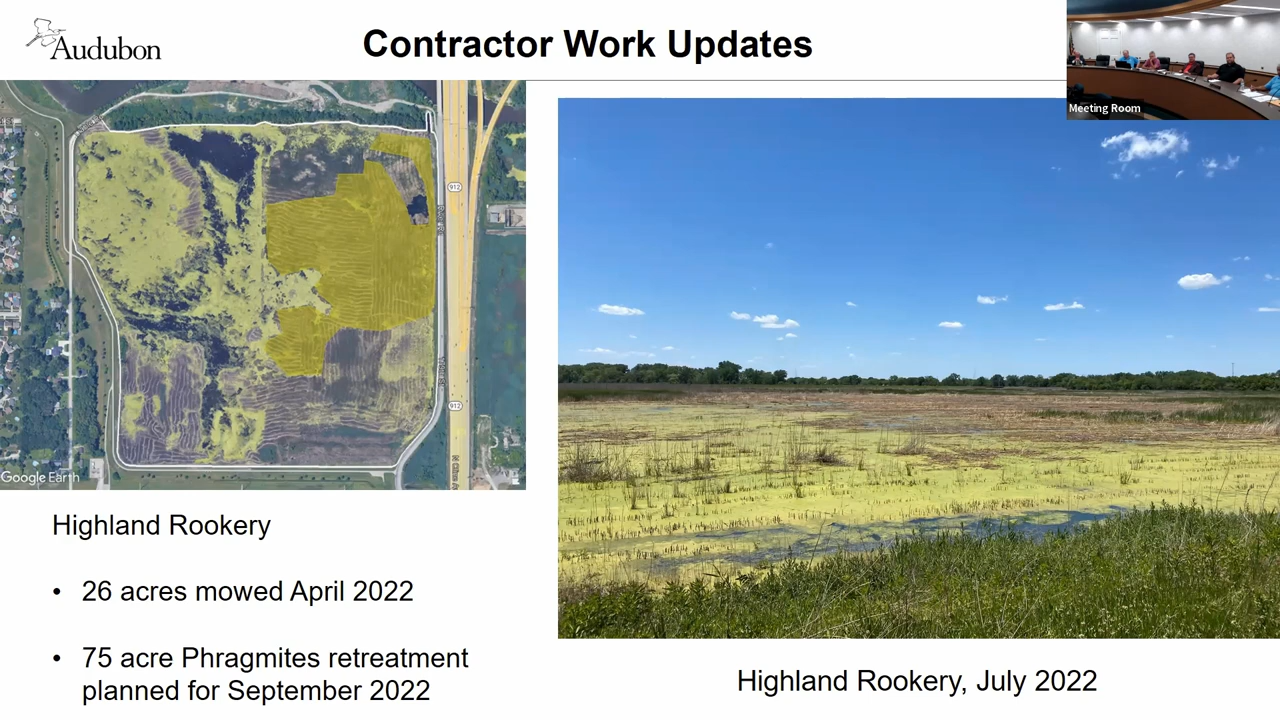 Audubon
Contractor Work Updates
Meeting Room
912
912
Google Earth
Highland Rookery
• 26 acres mowed April 2022
• 75 acre Phragmites retreatment
planned for September 2022
Highland Rookery, July 2022